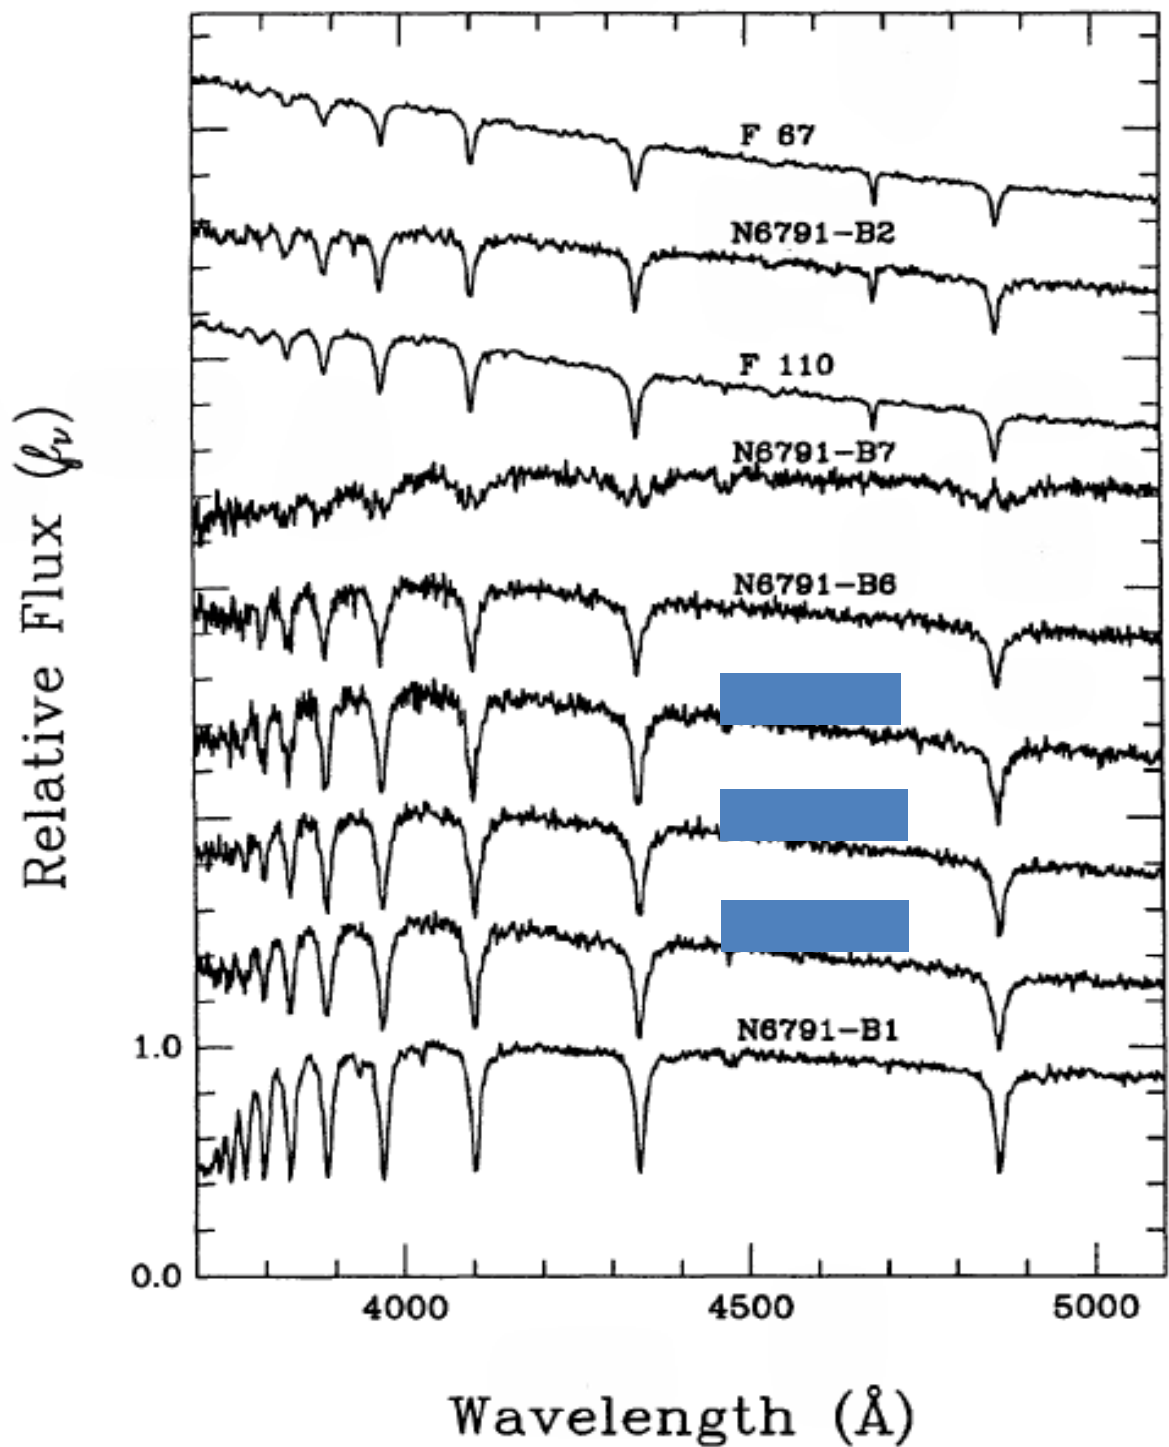 F 67
N6791-B2
F 110
N6791-B7
N6791-B6
N6791-B1
Relative Flux (fν)
1.0
0.0
4000 4500 5000
Wavelength (Å)